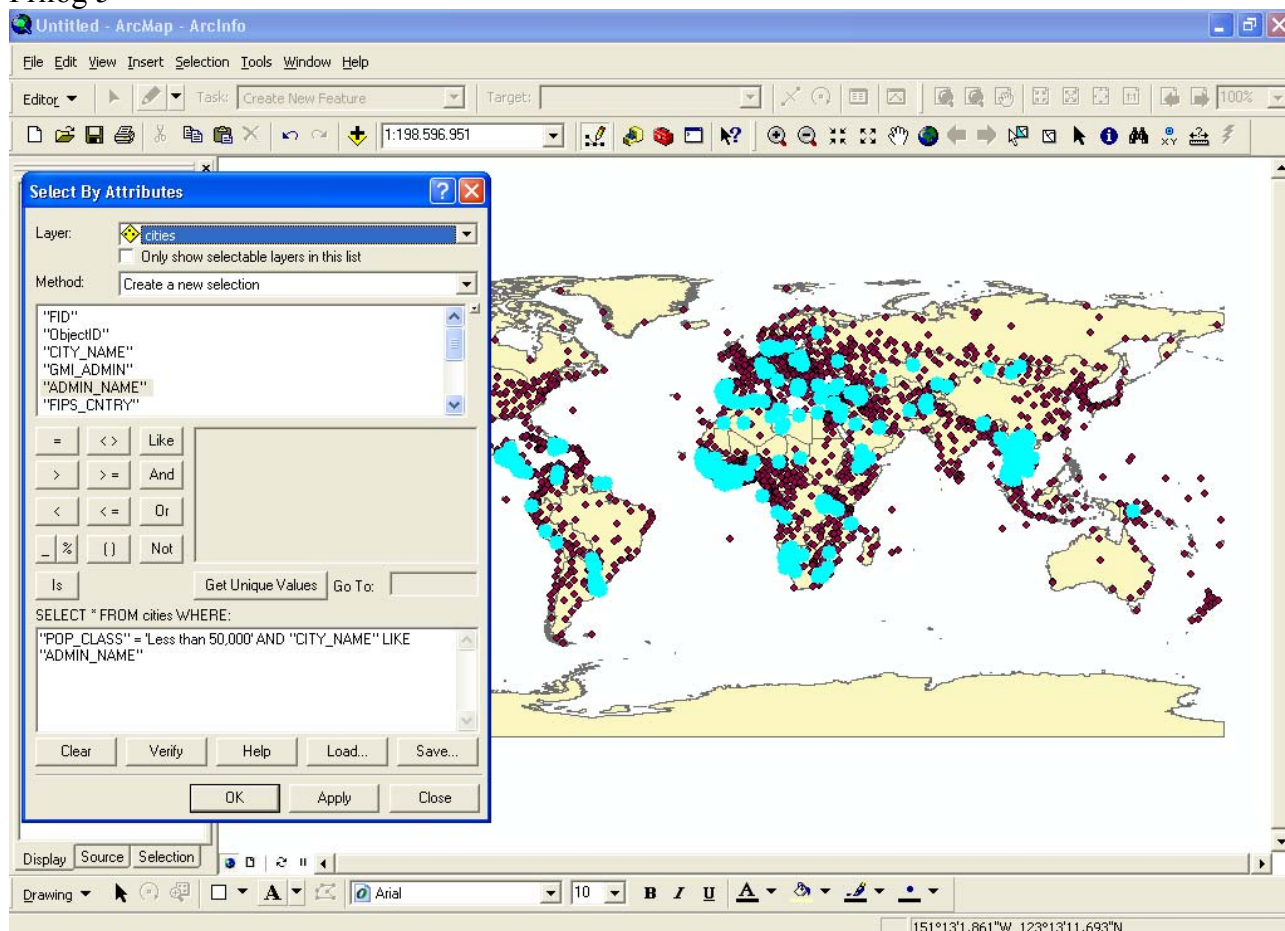 Untitled - ArcMap - ArcInfo
File Edit View Insert Selection Tools Window Help
Editor Task: Create New Feature Target: 100%
1:198.596.951
Select By Attributes
Layer: cities
Only show selectable layers in this list
Method: Create a new selection
"FID"
"ObjectID"
"CITY_NAME"
"GMI_ADMIN"
"ADMIN_NAME"
"FIPS_CNTRY"
= < > Like
> > = And
< < = Or
_ % () Not
Is Get Unique Values Go To:
SELECT * FROM cities WHERE:
"POP_CLASS" = 'Less than 50,000' AND "CITY_NAME" LIKE
"ADMIN_NAME"
Clear Verify Help Load... Save...
OK Apply Close
Display Source Selection
Drawing A Arial 10 B I U A
151°13'1,861"W 123°13'11,693"N